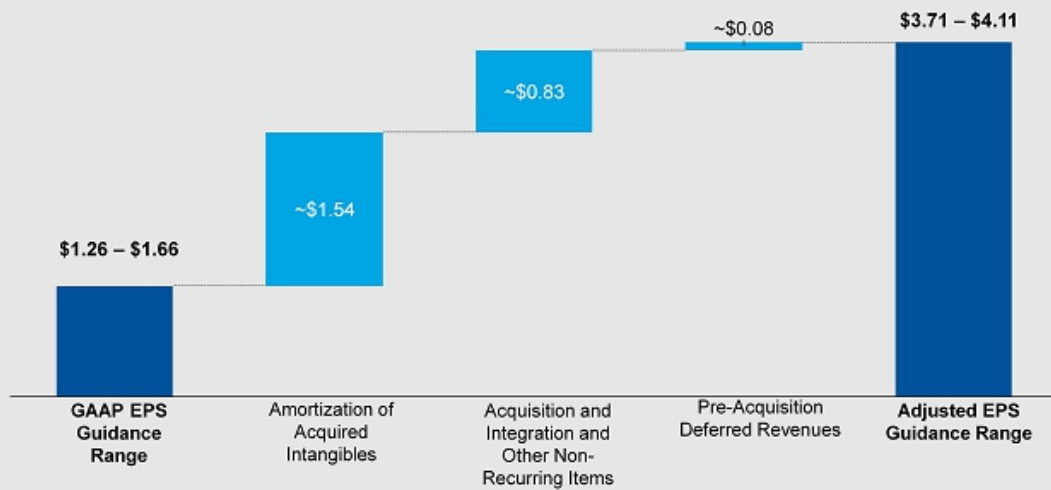 $1.26 – $1.66
~$1.54
~$0.83
~$0.08
$3.71 – $4.11
GAAP EPS
Guidance
Range
Amortization of
Acquired
Intangibles
Acquisition and
Integration and
Other Non-
Recurring Items
Pre-Acquisition
Deferred Revenues
Adjusted EPS
Guidance Range